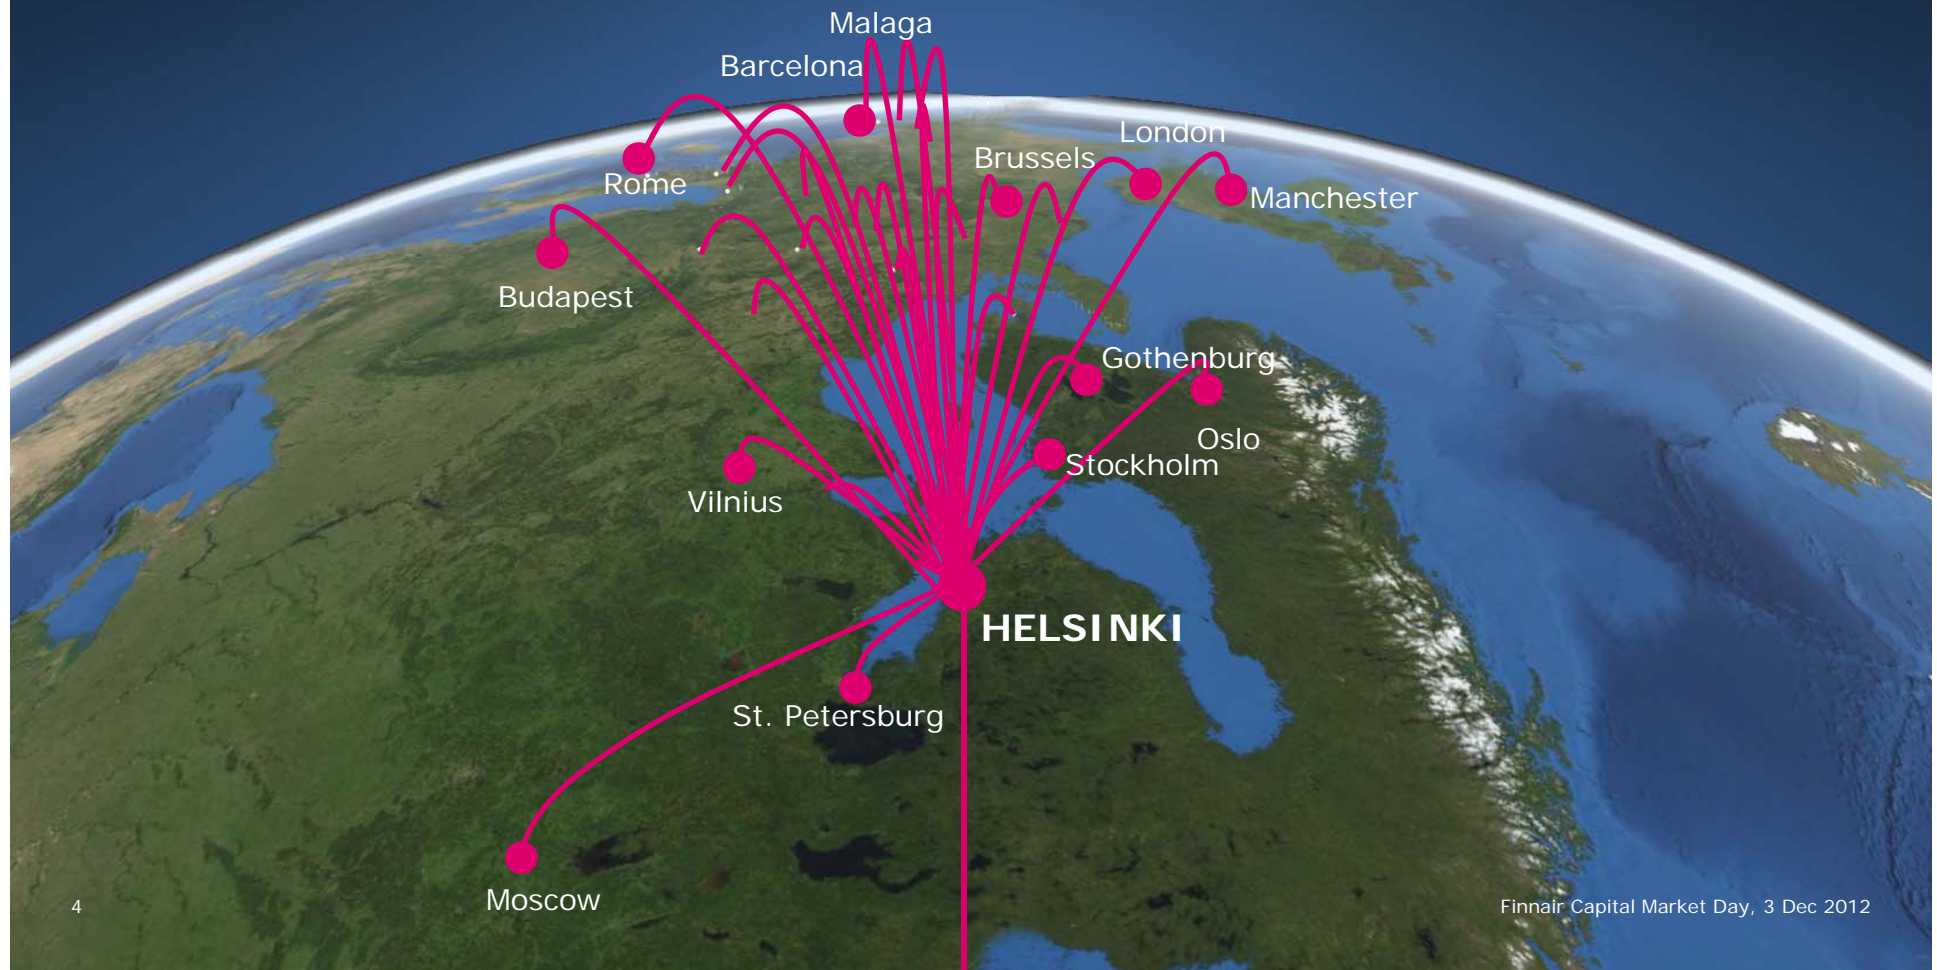 Malaga
Barcelona
London
Brussels
Rome
Manchester
Budapest
Gothenburg
Oslo
Stockholm
Vilnius
HELSINKI
St. Petersburg
Moscow
4
Finnair Capital Market Day, 3 Dec 2012